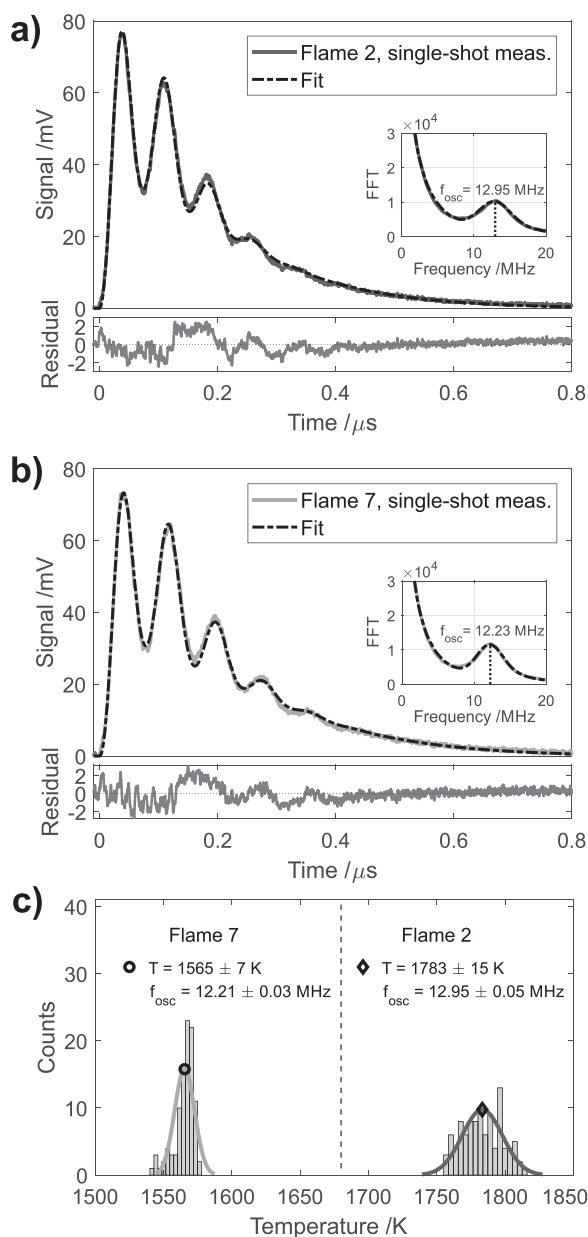 a)
80
60
40
20
0
Signal /mV
Flame 2, single-shot meas.
Fit
×10⁴
3
2
1
0
FFT
f_osc = 12.95 MHz
0 10 20
Frequency /MHz
2
0
-2
Residual
0 0.2 0.4 0.6 0.8
Time /μs
b)
80
60
40
20
0
Signal /mV
Flame 7, single-shot meas.
Fit
×10⁴
3
2
1
0
FFT
f_osc = 12.23 MHz
0 10 20
Frequency /MHz
2
0
-2
Residual
0 0.2 0.4 0.6 0.8
Time /μs
c)
40
30
20
10
0
Counts
Flame 7
T = 1565 ± 7 K
f_osc = 12.21 ± 0.03 MHz
Flame 2
T = 1783 ± 15 K
f_osc = 12.95 ± 0.05 MHz
1500 1550 1600 1650 1700 1750 1800 1850
Temperature /K